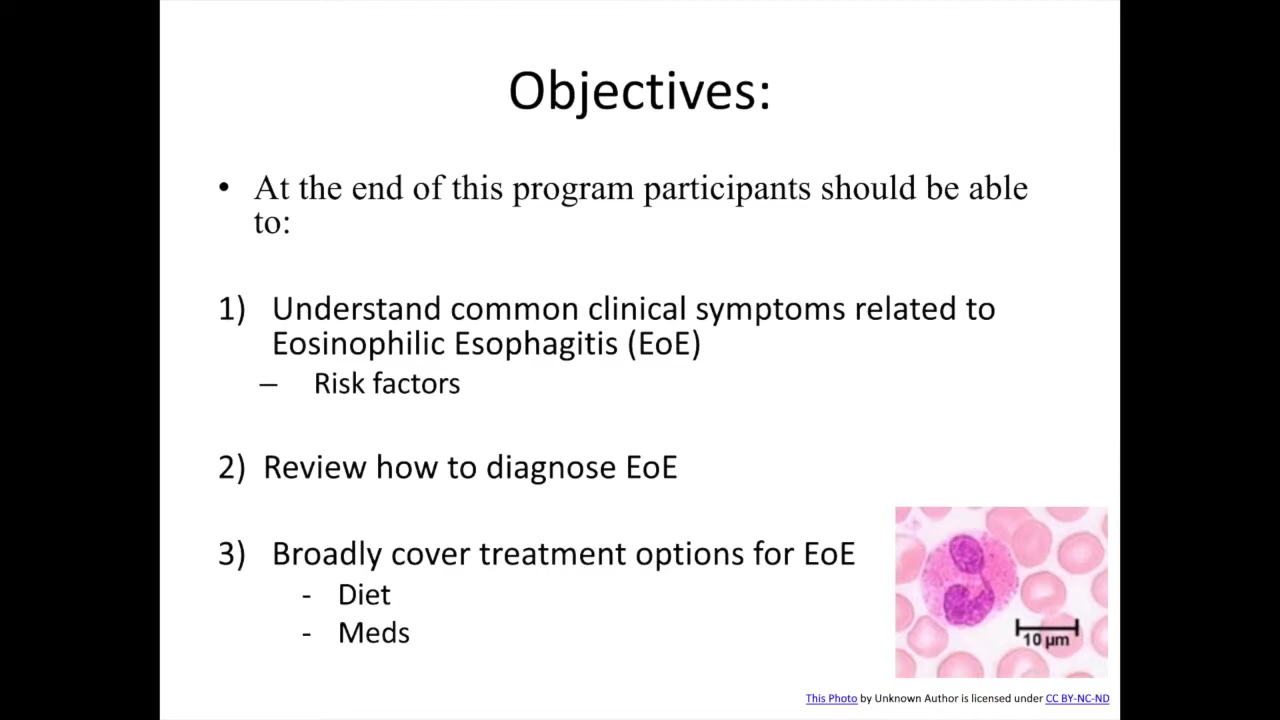 Objectives:
• At the end of this program participants should be able
to:
1) Understand common clinical symptoms related to
Eosinophilic Esophagitis (EoE)
– Risk factors
2) Review how to diagnose EoE
3) Broadly cover treatment options for EoE
- Diet
- Meds
10 μm
This Photo by Unknown Author is licensed under CC BY-NC-ND